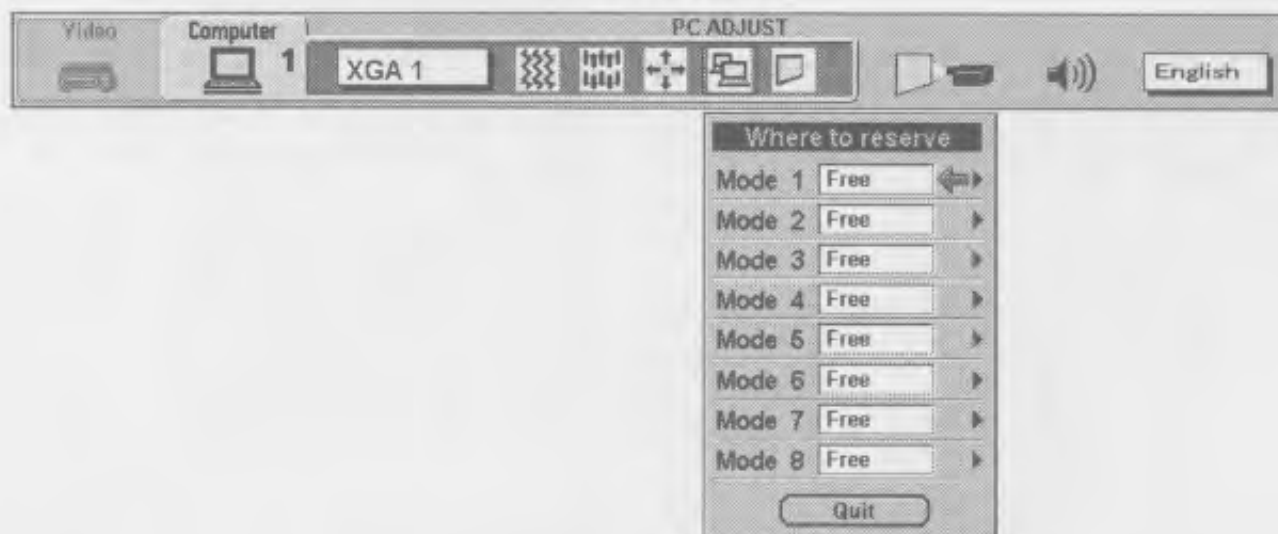 Video
Computer
1
PC ADJUST
XGA 1
English
Where to reserve
Mode 1 Free
Mode 2 Free
Mode 3 Free
Mode 4 Free
Mode 5 Free
Mode 6 Free
Mode 7 Free
Mode 8 Free
Quit